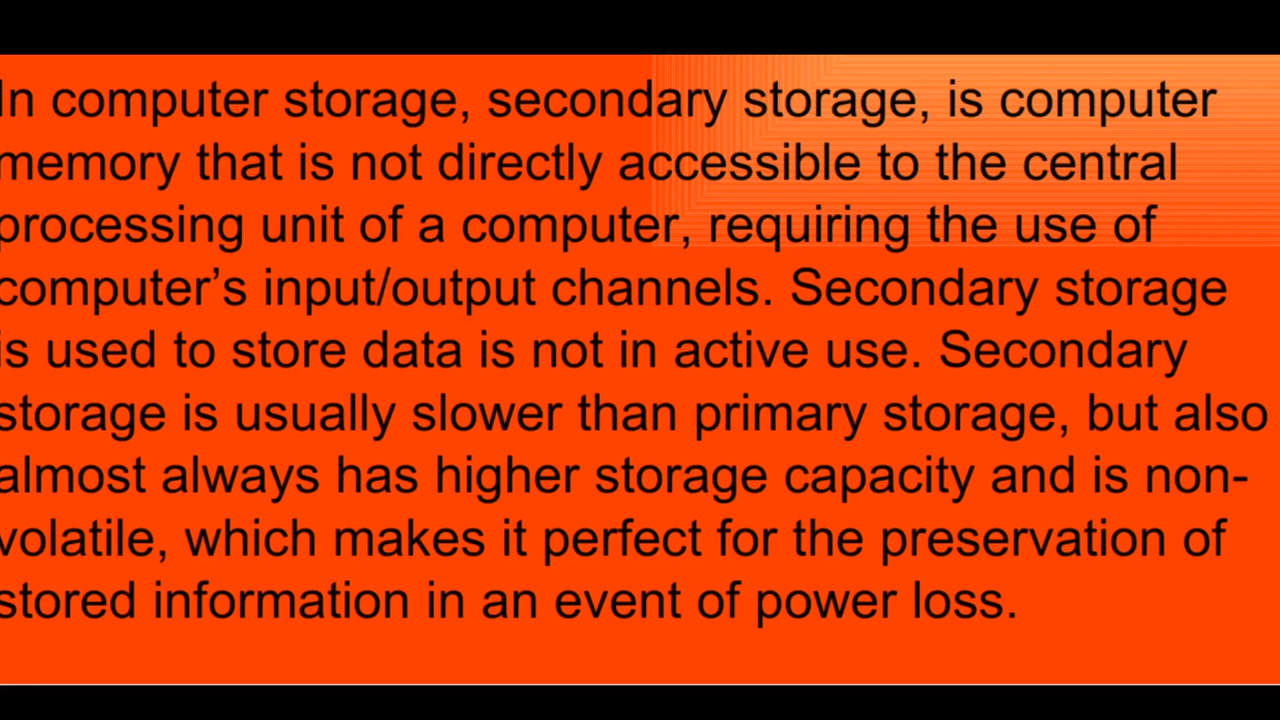 In computer storage, secondary storage, is computer
memory that is not directly accessible to the central
processing unit of a computer, requiring the use of
computer’s input/output channels. Secondary storage
is used to store data is not in active use. Secondary
storage is usually slower than primary storage, but also
almost always has higher storage capacity and is non-
volatile, which makes it perfect for the preservation of
stored information in an event of power loss.